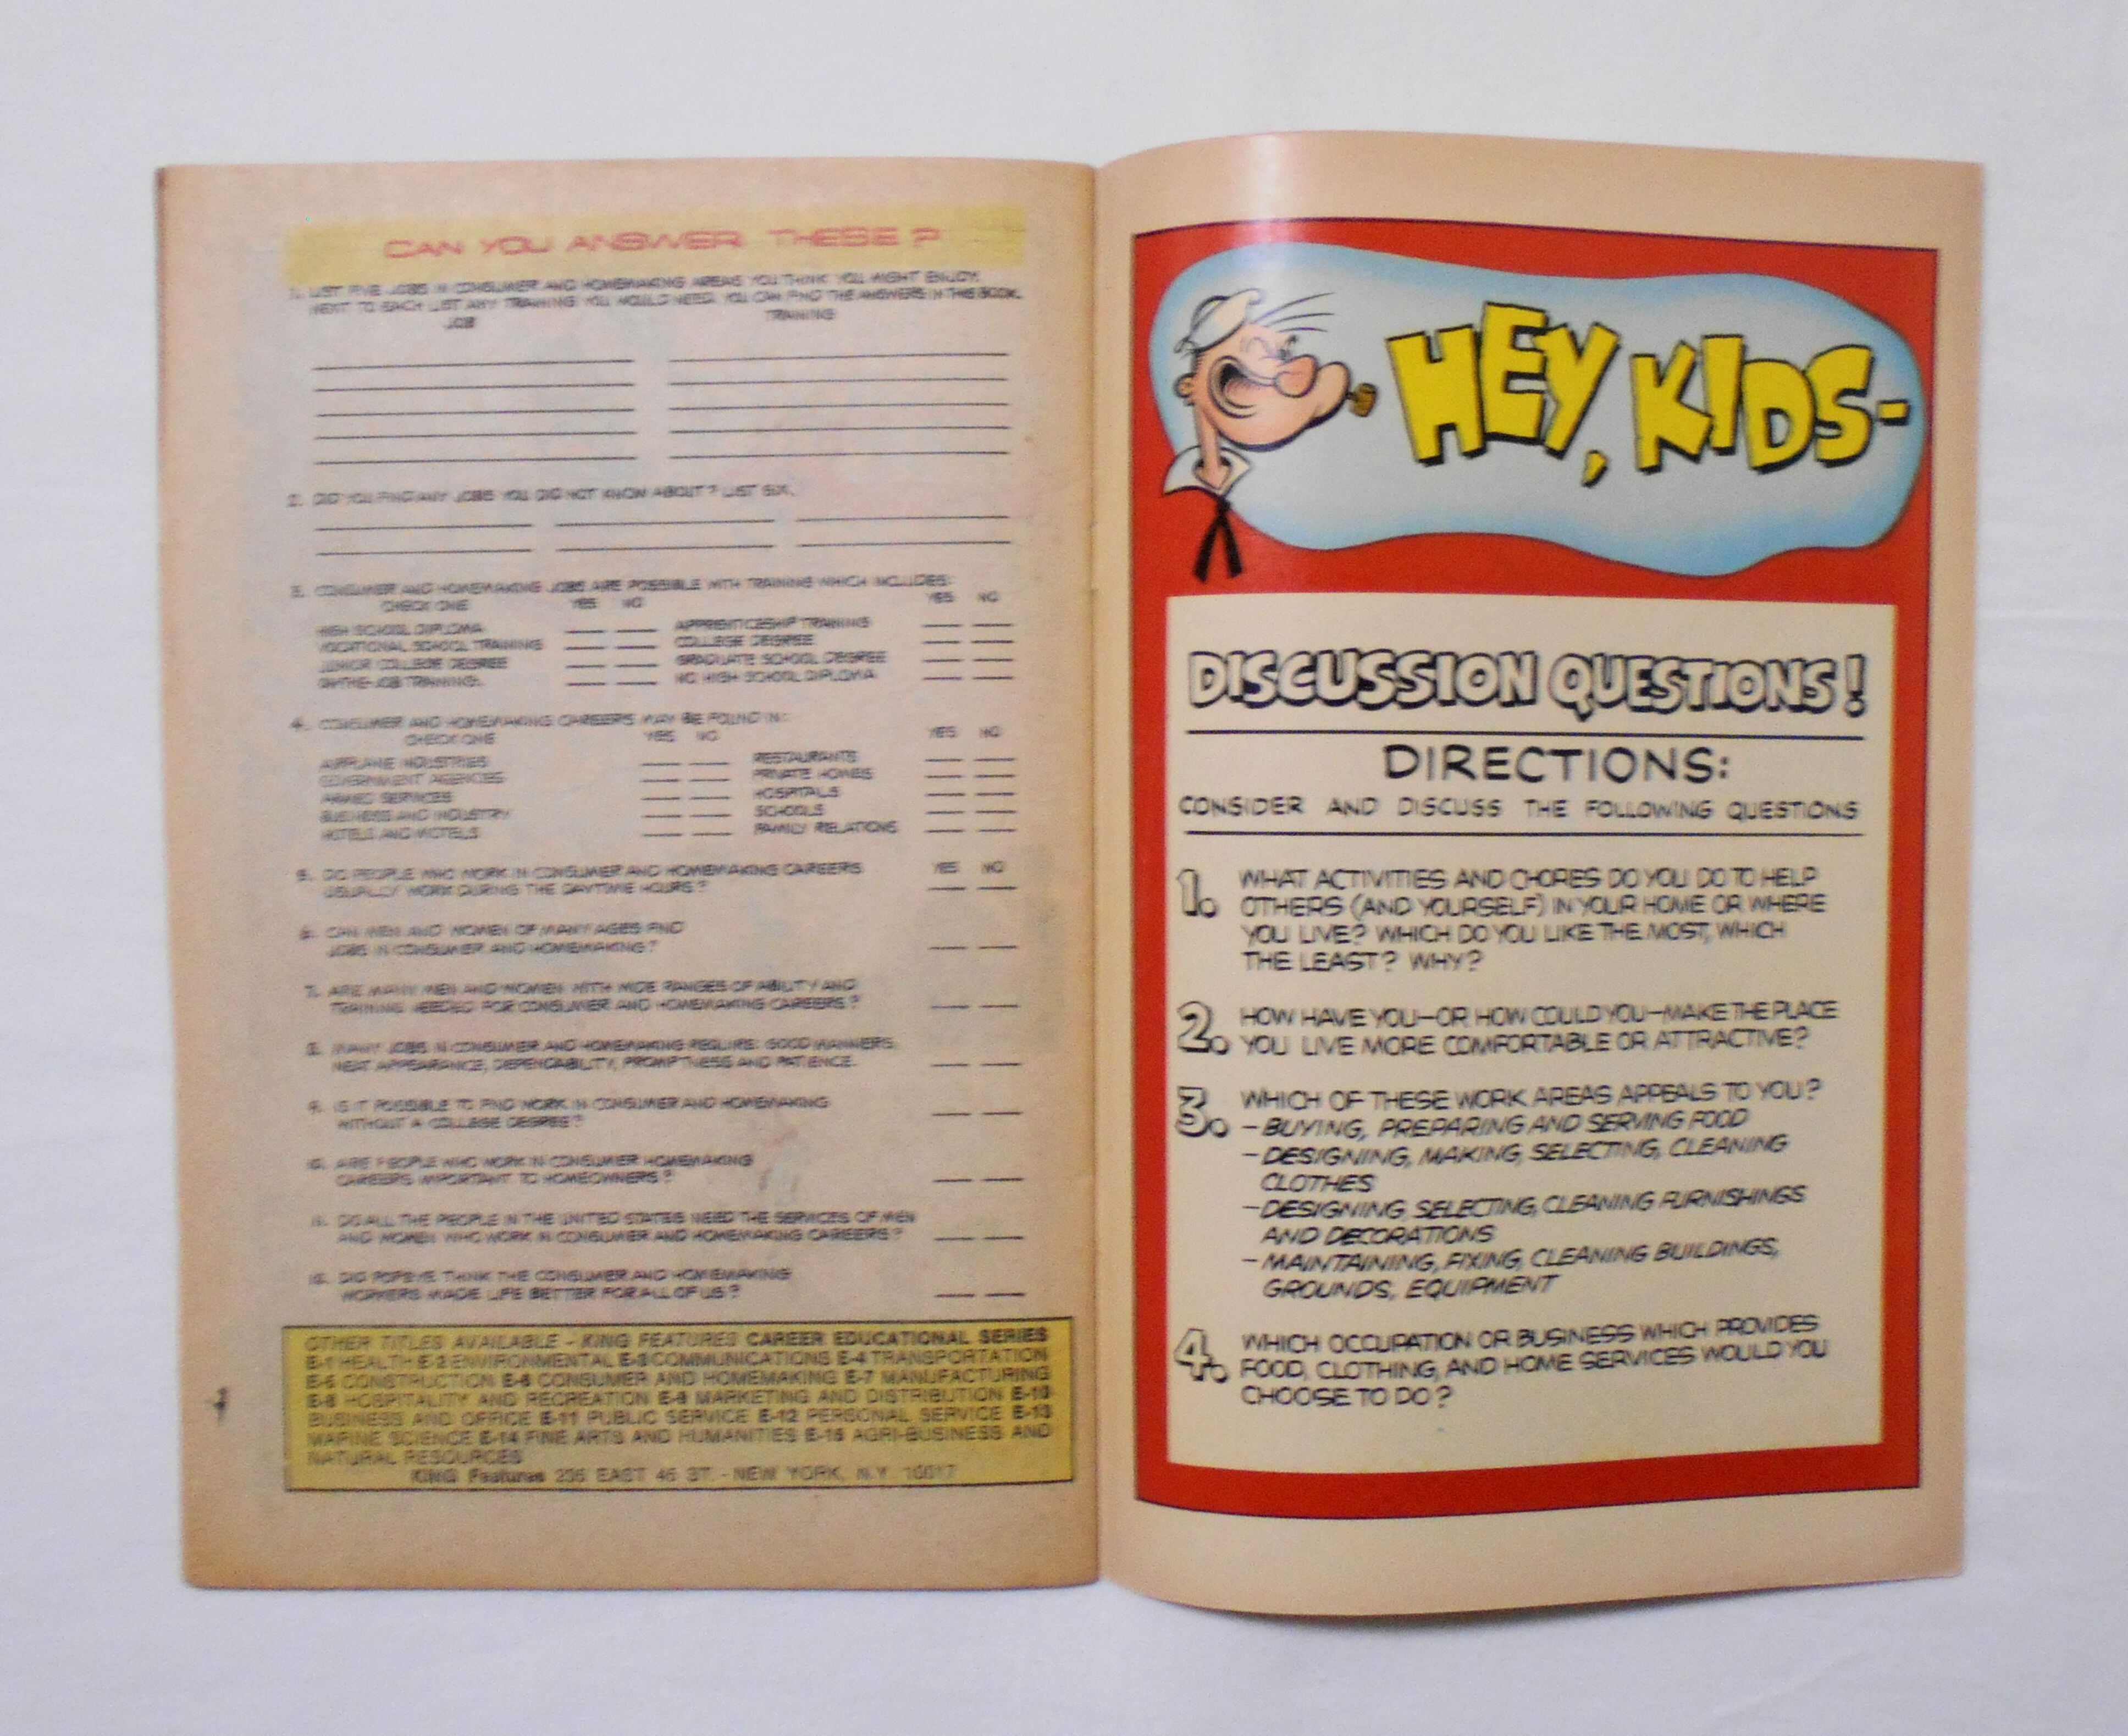 CAN YOU ANSWER THESE?
1. LIST FIVE JOBS IN CONSUMER AND HOMEMAKING AREAS YOU THINK YOU MIGHT ENJOY.
NEXT TO EACH LIST ANY TRAINING YOU WOULD NEED. YOU CAN FIND THE ANSWERS IN THIS BOOK.
JOB TRAINING
2. DID YOU FIND ANY JOBS YOU DID NOT KNOW ABOUT? LIST SIX.
3. CONSUMER AND HOMEMAKING JOBS ARE POSSIBLE WITH TRAINING WHICH INCLUDES:
CHECK ONE YES NO YES NO
HIGH SCHOOL DIPLOMA APPRENTICESHIP TRAINING
VOCATIONAL SCHOOL TRAINING COLLEGE DEGREE
JUNIOR COLLEGE DEGREE GRADUATE SCHOOL DEGREE
ON-THE-JOB TRAINING. NO HIGH SCHOOL DIPLOMA
4. CONSUMER AND HOMEMAKING CAREERS MAY BE FOUND IN:
CHECK ONE YES NO YES NO
AIRPLANE INDUSTRIES RESTAURANTS
GOVERNMENT AGENCIES PRIVATE HOMES
ARMED SERVICES HOSPITALS
BUSINESS AND INDUSTRY SCHOOLS
HOTELS AND MOTELS FAMILY RELATIONS
5. DO PEOPLE WHO WORK IN CONSUMER AND HOMEMAKING CAREERS YES NO
USUALLY WORK DURING THE DAYTIME HOURS?
6. CAN MEN AND WOMEN OF MANY AGES FIND
JOBS IN CONSUMER AND HOMEMAKING?
7. ARE MANY MEN AND WOMEN WITH WIDE RANGES OF ABILITY AND
TRAINING NEEDED FOR CONSUMER AND HOMEMAKING CAREERS?
8. MANY JOBS IN CONSUMER AND HOMEMAKING REQUIRE: GOOD MANNERS,
NEAT APPEARANCE, DEPENDABILITY, PROMPTNESS AND PATIENCE.
9. IS IT POSSIBLE TO FIND WORK IN CONSUMER AND HOMEMAKING
WITHOUT A COLLEGE DEGREE?
10. ARE PEOPLE WHO WORK IN CONSUMER HOMEMAKING
CAREERS IMPORTANT TO HOMEOWNERS?
11. DO ALL THE PEOPLE IN THE UNITED STATES NEED THE SERVICES OF MEN
AND WOMEN WHO WORK IN CONSUMER AND HOMEMAKING CAREERS?
12. DID POPEYE THINK THE CONSUMER AND HOMEMAKING
WORKERS MADE LIFE BETTER FOR ALL OF US?
OTHER TITLES AVAILABLE - KING FEATURES CAREER EDUCATIONAL SERIES
E-1 HEALTH E-2 ENVIRONMENTAL E-3 COMMUNICATIONS E-4 TRANSPORTATION
E-5 CONSTRUCTION E-6 CONSUMER AND HOMEMAKING E-7 MANUFACTURING
E-8 HOSPITALITY AND RECREATION E-9 MARKETING AND DISTRIBUTION E-10
BUSINESS AND OFFICE E-11 PUBLIC SERVICE E-12 PERSONAL SERVICE E-13
MARINE SCIENCE E-14 FINE ARTS AND HUMANITIES E-15 AGRI-BUSINESS AND
NATURAL RESOURCES
KING Features 235 EAST 45 ST. - NEW YORK, N.Y. 10017
HEY, KIDS-
DISCUSSION QUESTIONS!
DIRECTIONS:
CONSIDER AND DISCUSS THE FOLLOWING QUESTIONS
1. WHAT ACTIVITIES AND CHORES DO YOU DO TO HELP
OTHERS (AND YOURSELF) IN YOUR HOME OR WHERE
YOU LIVE? WHICH DO YOU LIKE THE MOST, WHICH
THE LEAST? WHY?
2. HOW HAVE YOU—OR HOW COULD YOU—MAKE THE PLACE
YOU LIVE MORE COMFORTABLE OR ATTRACTIVE?
3. WHICH OF THESE WORK AREAS APPEALS TO YOU?
- BUYING, PREPARING AND SERVING FOOD
- DESIGNING, MAKING, SELECTING, CLEANING
CLOTHES
- DESIGNING, SELECTING, CLEANING FURNISHINGS
AND DECORATIONS
- MAINTAINING, FIXING, CLEANING BUILDINGS,
GROUNDS, EQUIPMENT
4. WHICH OCCUPATION OR BUSINESS WHICH PROVIDES
FOOD, CLOTHING, AND HOME SERVICES WOULD YOU
CHOOSE TO DO?